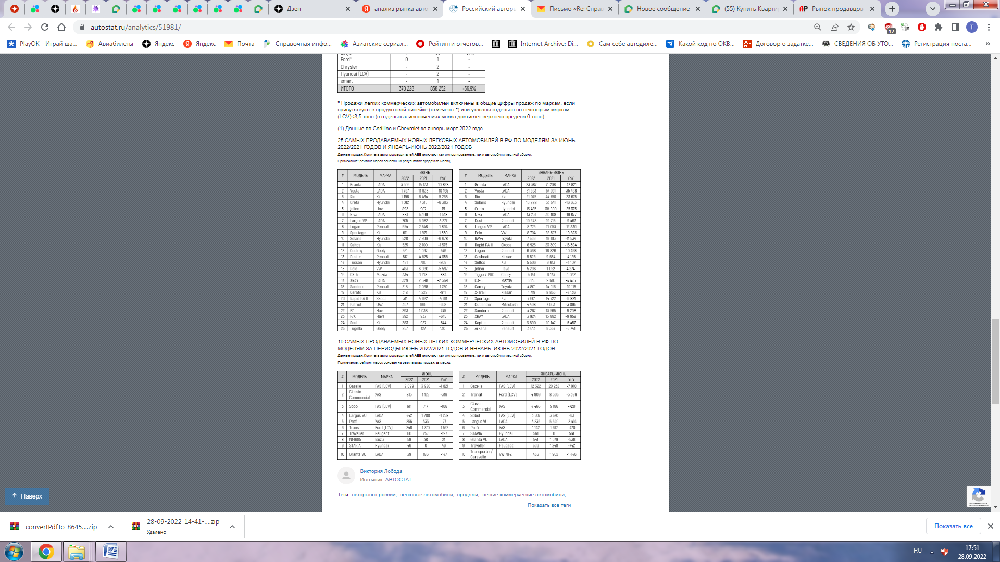 Дзен
анализ рынка авто
Российский авторы
Письмо «Re: Спра
Новое сообщение
(55) Купить Кварти
Рынок продавцов
autostat.ru/analytics/51981/
PlayOK - Играй ша...
Авиабилеты
Яндекс
Яндекс
Почта
Справочная инфо...
Азиатские сериал...
Рейтинги отчетов...
Internet Archive: Di...
Сам себе автодиле...
Какой код по ОКВ...
Договор о задатке...
СВЕДЕНИЯ ОБ УТО...
Регистрация поста...
Ford* 0 1 -
Chrysler - 2 -
Hyundai (LCV) - 2 -
smart - 1 -
ИТОГО 370 228 858 252 -56,9%
* Продажи легких коммерческих автомобилей включены в общие цифры продаж по маркам, если
присутствуют в продуктовой линейке (отмечены *) или указаны отдельно по некоторым маркам
(LCV)<3,5 тонн (в отдельных исключениях масса достигает верхнего предела 6 тонн).
(1) Данные по Cadillac и Chevrolet за январь-март 2022 года
25 САМЫХ ПРОДАВАЕМЫХ НОВЫХ ЛЕГКОВЫХ АВТОМОБИЛЕЙ В РФ ПО МОДЕЛЯМ ЗА ИЮНЬ
2022/2021 ГОДОВ И ЯНВАРЬ-ИЮНЬ 2022/2021 ГОДОВ
Данные продаж Комитета автопроизводителей АЕБ включают как импортированные, так и автомобили местной сборки.
Примечание: рейтинг марок основан на результатах продаж за месяц.
# МОДЕЛЬ МАРКА ИЮНЬ
2022 2021 YoY
1 Granta LADA 3 305 14 133 -10 828
2 Vesta LADA 1 767 11 932 -10 165
3 Rio Kia 1 196 6 434 -5 238
4 Creta Hyundai 1 012 7 315 -6 303
5 Jolion Haval 892 907 -15
6 Niva LADA 881 5 399 -4 518
7 Largus VP LADA 705 3 982 -3 277
8 Logan Renault 654 2 548 -1 894
9 Sportage Kia 611 1 971 -1 360
10 Solaris Hyundai 528 7 206 -6 678
11 Seltos Kia 525 2 100 -1 575
12 Coolray Geely 521 1 067 -546
13 Duster Renault 517 4 875 -4 358
14 Tucson Hyundai 491 700 -209
15 Polo VW 483 6 080 -5 597
16 CX-5 Mazda 334 1 218 -884
17 XRAY LADA 329 2 698 -2 369
18 Sandero Renault 318 2 068 -1 750
19 Cerato Kia 318 1 229 -911
20 Rapid PA II Skoda 311 4 922 -4 611
21 Patriot UAZ 307 969 -662
22 F7 Haval 293 1 038 -745
23 F7X Haval 292 937 -645
24 Soul Kia 283 927 -644
25 Tugella Geely 257 127 130
# МОДЕЛЬ МАРКА ЯНВАРЬ-ИЮНЬ
2022 2021 YoY
1 Granta LADA 23 387 71 208 -47 821
2 Vesta LADA 21 563 57 031 -35 468
3 Rio Kia 21 075 44 750 -23 675
4 Solaris Hyundai 16 888 33 541 -16 653
5 Creta Hyundai 13 425 38 800 -25 375
6 Niva LADA 13 231 30 108 -16 877
7 Duster Renault 10 248 19 715 -9 467
8 Largus VP LADA 8 723 21 053 -12 330
9 Polo VW 8 704 28 527 -19 823
10 RAV4 Toyota 7 569 19 103 -11 534
11 Rapid PA II Skoda 6 925 23 309 -16 384
12 Logan Renault 6 368 16 826 -10 458
13 Qashqai Nissan 5 528 9 654 -4 126
14 Seltos Kia 5 506 9 613 -4 107
15 Jolion Haval 5 296 1 022 4 274
16 Tiggo 7 PRO Chery 5 141 6 173 -1 032
17 CX-5 Mazda 5 135 9 610 -4 475
18 Camry Toyota 4 801 14 916 -10 115
19 X-Trail Nissan 4 719 8 855 -4 136
20 Sportage Kia 4 601 14 422 -9 821
21 Outlander Mitsubishi 4 408 7 503 -3 095
22 Sandero Renault 4 267 13 565 -9 298
23 XRAY LADA 3 924 13 882 -9 958
24 Kaptur Renault 3 690 10 147 -6 457
25 Arkana Renault 3 613 9 354 -5 741
10 САМЫХ ПРОДАВАЕМЫХ НОВЫХ ЛЕГКИХ КОММЕРЧЕСКИХ АВТОМОБИЛЕЙ В РФ ПО
МОДЕЛЯМ ЗА ПЕРИОДЫ ИЮНЬ 2022/2021 ГОДОВ И ЯНВАРЬ–ИЮНЬ 2022/2021 ГОДОВ
Данные продаж Комитета автопроизводителей АЕБ включают как импортированные, так и автомобили местной сборки.
Примечание: рейтинг марок основан на результатах продаж за месяц.
# МОДЕЛЬ МАРКА ИЮНЬ
2022 2021 YoY
1 Gazelle ГАЗ (LCV) 2 099 3 920 -1 821
2 Classic Commercial УАЗ 813 1 129 -316
3 Sobol ГАЗ (LCV) 611 717 -106
4 Largus VU LADA 442 1 700 -1 258
5 Profi УАЗ 256 333 -77
6 Transit Ford (LCV) 248 1 770 -1 522
7 Traveller Peugeot 60 257 -197
8 NMR85 Isuzu 59 38 21
9 STARIA Hyundai 46 0 46
10 Granta VU LADA 39 186 -147
# МОДЕЛЬ МАРКА ЯНВАРЬ-ИЮНЬ
2022 2021 YoY
1 Gazelle ГАЗ (LCV) 12 322 20 232 -7 910
2 Transit Ford (LCV) 4 909 8 305 -3 396
3 Classic Commercial УАЗ 4 466 5 186 -720
4 Sobol ГАЗ (LCV) 3 507 3 570 -63
5 Largus VU LADA 3 235 5 649 -2 414
6 Profi УАЗ 1 142 1 612 -470
7 STARIA Hyundai 561 0 561
8 Granta VU LADA 541 1 079 -538
9 Traveller Peugeot 506 1 248 -742
10 Transporter/ Caravelle VW NFZ 456 1 902 -1 446
Виктория Лобода
Источник: АВТОСТАТ
Теги: авторынок россии, легковые автомобили, продажи, легкие коммерческие автомобили,
Показать все теги
Наверх
convertPdfTo_8645....zip
28-09-2022_14-41-....zip
Удалено
Показать все
RU
17:51
28.09.2022